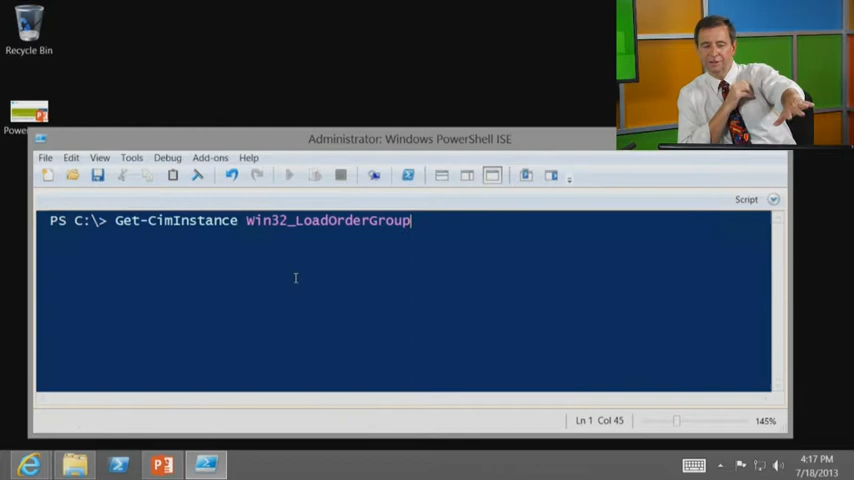 Recycle Bin
Administrator: Windows PowerShell ISE
File Edit View Tools Debug Add-ons Help
Script
PS C:\> Get-CimInstance Win32_LoadOrderGroup
Ln 1 Col 45
145%
4:17 PM
7/18/2013